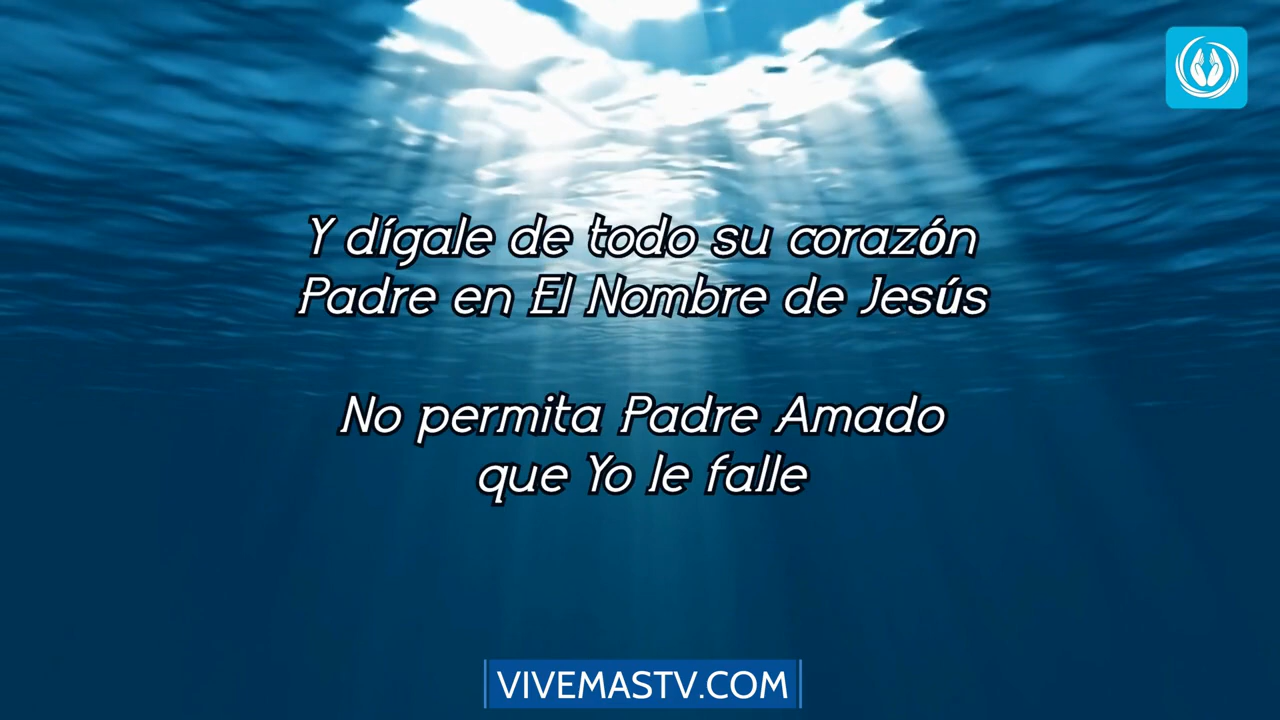 Y dígale de todo su corazón
Padre en El Nombre de Jesús
No permita Padre Amado
que Yo le falle
VIVEMASTV.COM